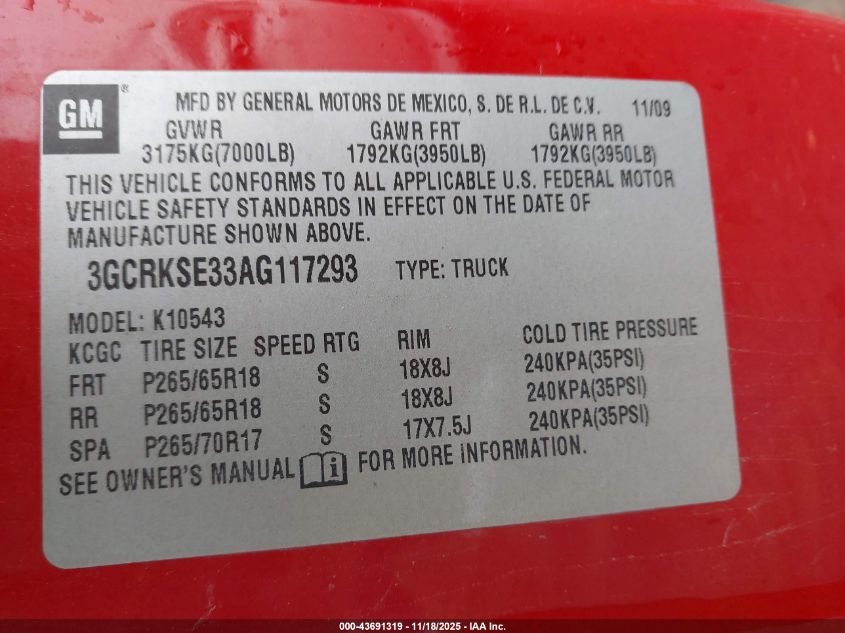 GM ® MFD BY GENERAL MOTORS DE MEXICO, S. DE R.L. DE C.V. 11/09
GVWR GAWR FRT GAWR RR
3175KG(7000LB) 1792KG(3950LB) 1792KG(3950LB)
THIS VEHICLE CONFORMS TO ALL APPLICABLE U.S. FEDERAL MOTOR
VEHICLE SAFETY STANDARDS IN EFFECT ON THE DATE OF
MANUFACTURE SHOWN ABOVE.
3GCRKSE33AG117293 TYPE: TRUCK
MODEL: K10543
KCGC TIRE SIZE SPEED RTG RIM COLD TIRE PRESSURE
FRT P265/65R18 S 18X8J 240KPA(35PSI)
RR P265/65R18 S 18X8J 240KPA(35PSI)
SPA P265/70R17 S 17X7.5J 240KPA(35PSI)
SEE OWNER'S MANUAL i FOR MORE INFORMATION.
000-43691319 - 11/18/2025 - IAA Inc.